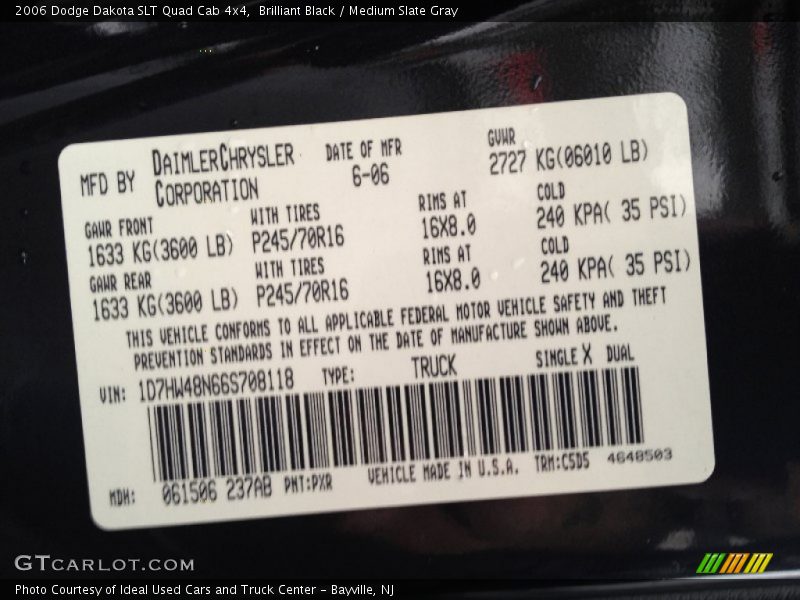 2006 Dodge Dakota SLT Quad Cab 4x4,  Brilliant Black / Medium Slate Gray
MFD BY DAIMLERCHRYSLER CORPORATION DATE OF MFR 6-06 GVWR 2727 KG(06010 LB)
GAWR FRONT WITH TIRES RIMS AT COLD
1633 KG(3600 LB) P245/70R16 16X8.0 240 KPA( 35 PSI)
GAWR REAR WITH TIRES RIMS AT COLD
1633 KG(3600 LB) P245/70R16 16X8.0 240 KPA( 35 PSI)
THIS VEHICLE CONFORMS TO ALL APPLICABLE FEDERAL MOTOR VEHICLE SAFETY AND THEFT
PREVENTION STANDARDS IN EFFECT ON THE DATE OF MANUFACTURE SHOWN ABOVE.
VIN: 1D7HW48N66S708118 TYPE: TRUCK SINGLE X DUAL
MDH: 061506 237AB PNT:PXR VEHICLE MADE IN U.S.A. TRM:C5D5 4648503
GTCARLOT.COM
Photo Courtesy of Ideal Used Cars and Truck Center - Bayville, NJ